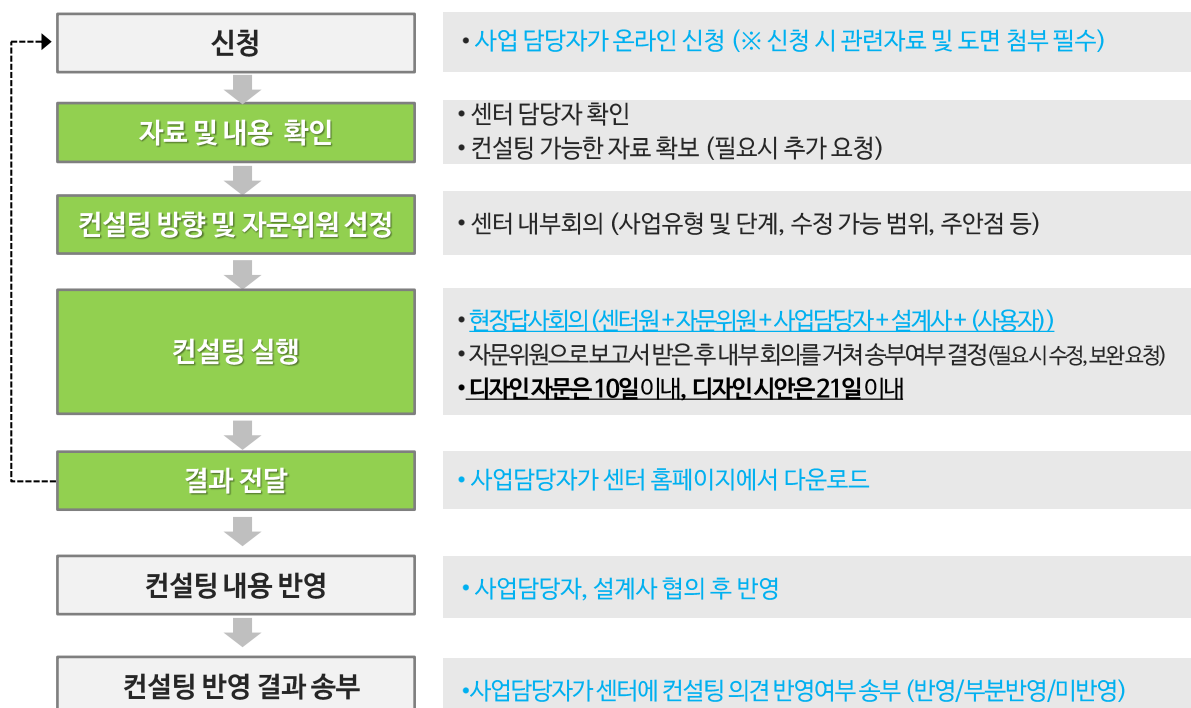 신청
• 사업 담당자가 온라인 신청 (※ 신청 시 관련자료 및 도면 첨부 필수)
자료 및 내용 확인
• 센터 담당자 확인
• 컨설팅 가능한 자료 확보 (필요시 추가 요청)
컨설팅 방향 및 자문위원 선정
• 센터 내부회의 (사업유형 및 단계, 수정 가능 범위, 주안점 등)
컨설팅 실행
• 현장답사회의 (센터원 + 자문위원 + 사업담당자 + 설계사 + (사용자))
• 자문위원으로 보고서 받은 후 내부 회의를 거쳐 송부여부 결정(필요시 수정, 보완 요청)
• 디자인 자문은 10일 이내, 디자인 시안은 21일 이내
결과 전달
• 사업담당자가 센터 홈페이지에서 다운로드
컨설팅 내용 반영
• 사업담당자, 설계사 협의 후 반영
컨설팅 반영 결과 송부
•사업담당자가 센터에 컨설팅 의견 반영여부 송부 (반영/부분반영/미반영)